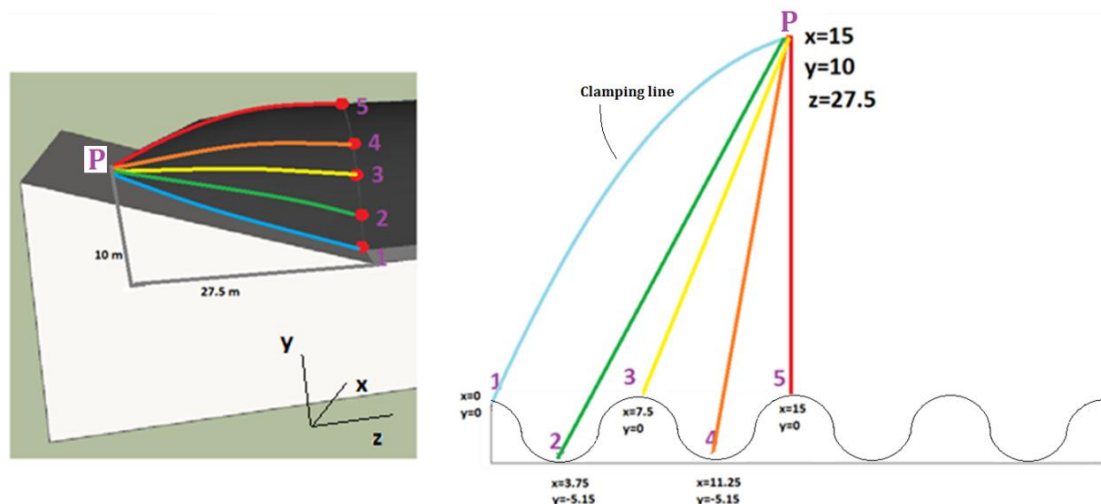 P
5
4
3
2
1
10 m
27.5 m
y
x
z
P
x=15
y=10
z=27.5
Clamping line
1
x=0
y=0
3
x=7.5
y=0
5
x=15
y=0
2
4
x=3.75
y=-5.15
x=11.25
y=-5.15